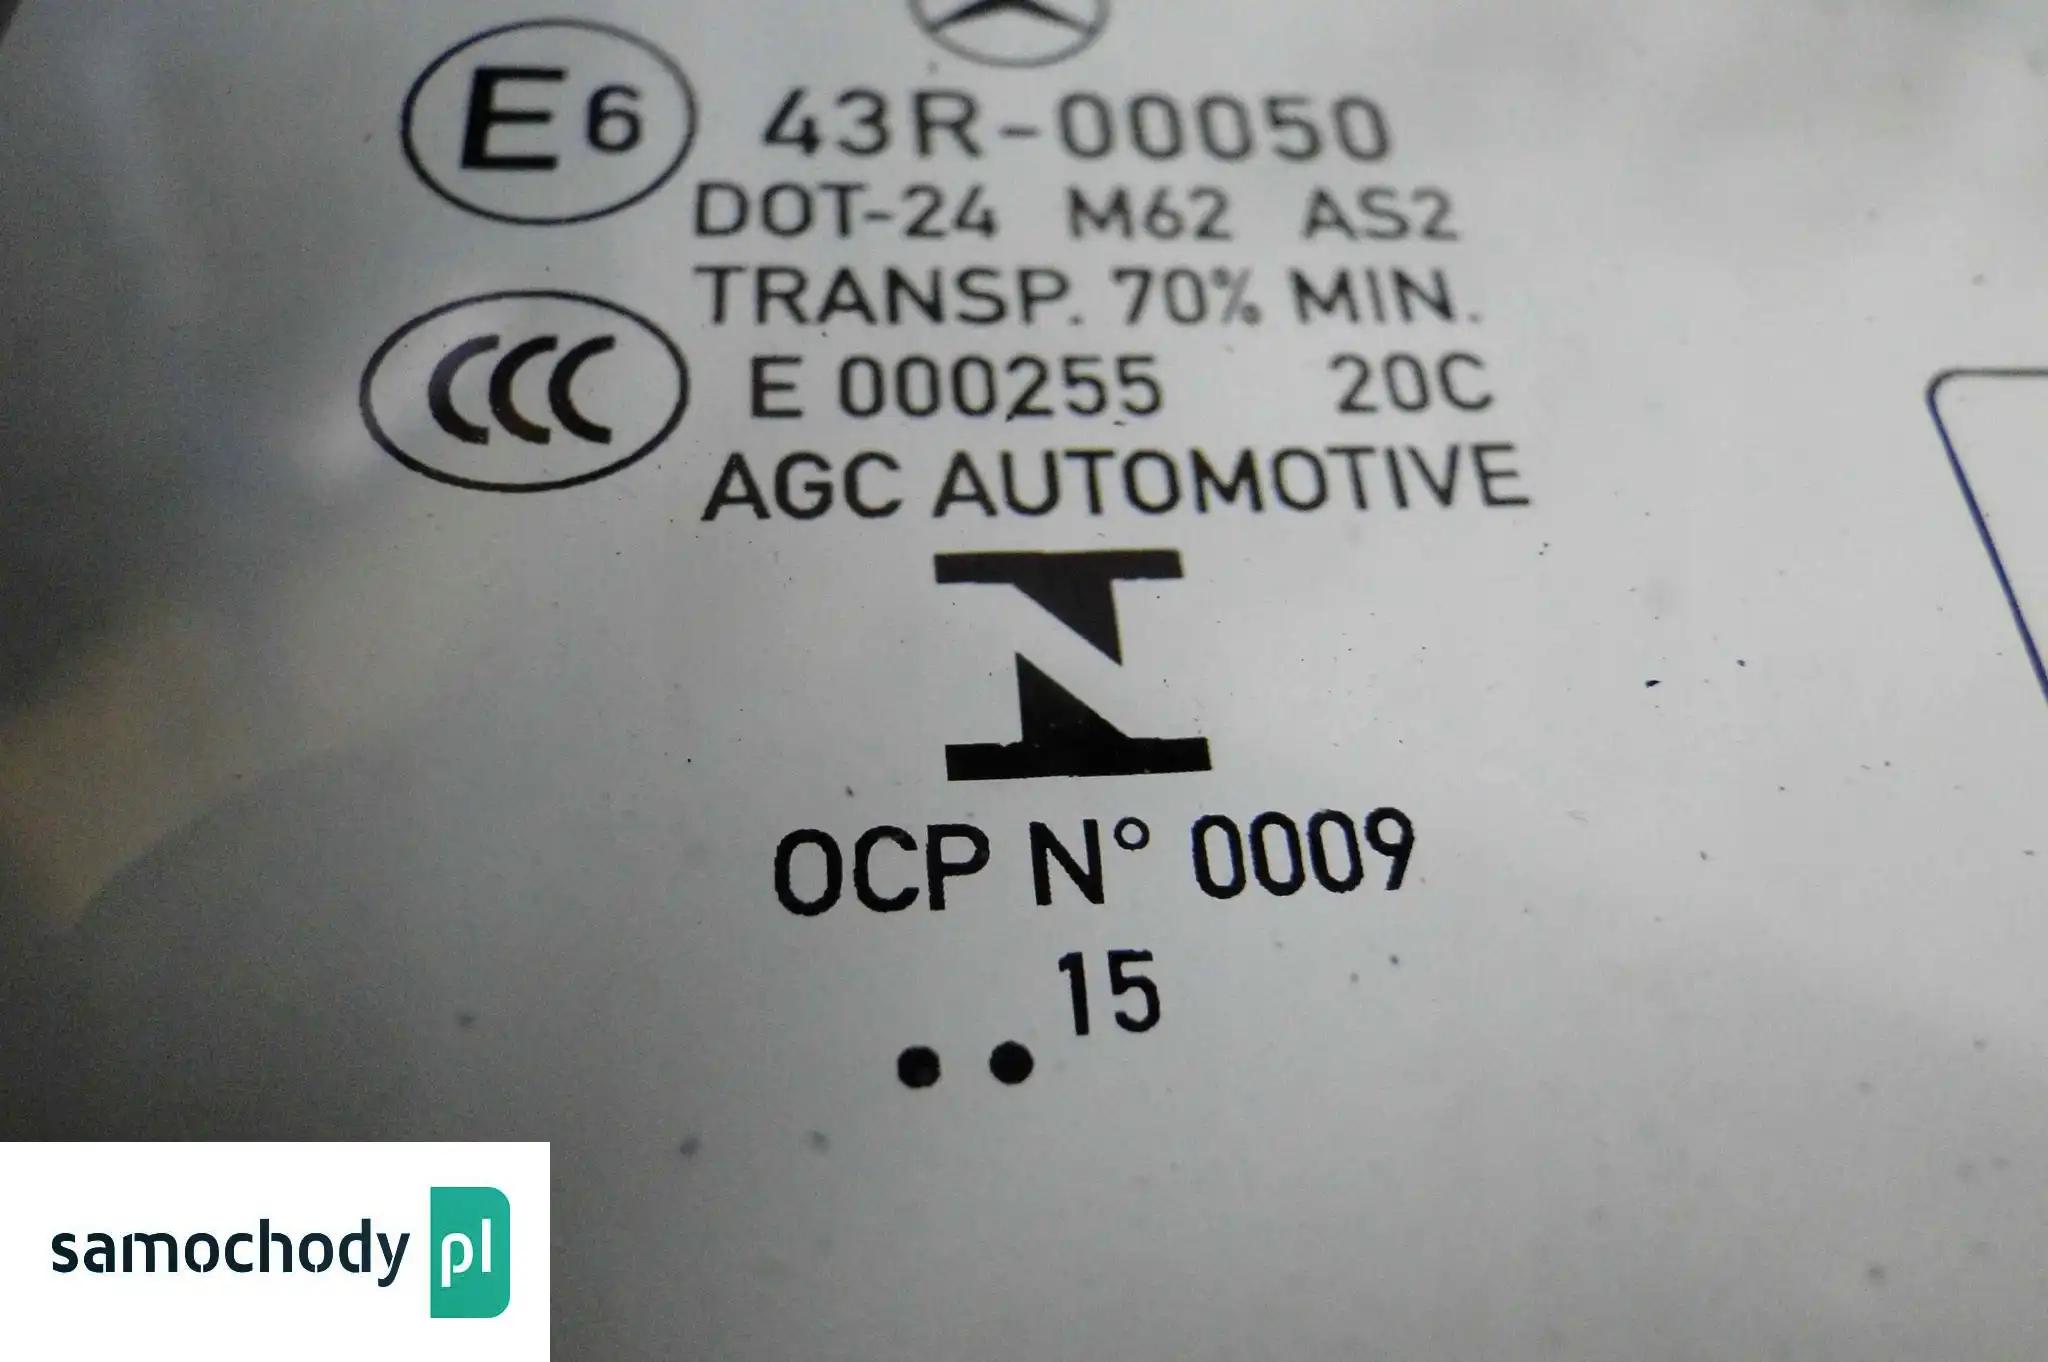 E6 43R-00050
DOT-24 M62 AS2
TRANSP. 70% MIN.
CCC E 000255 20C
AGC AUTOMOTIVE
N
OCP N° 0009
15
..
samochody pl